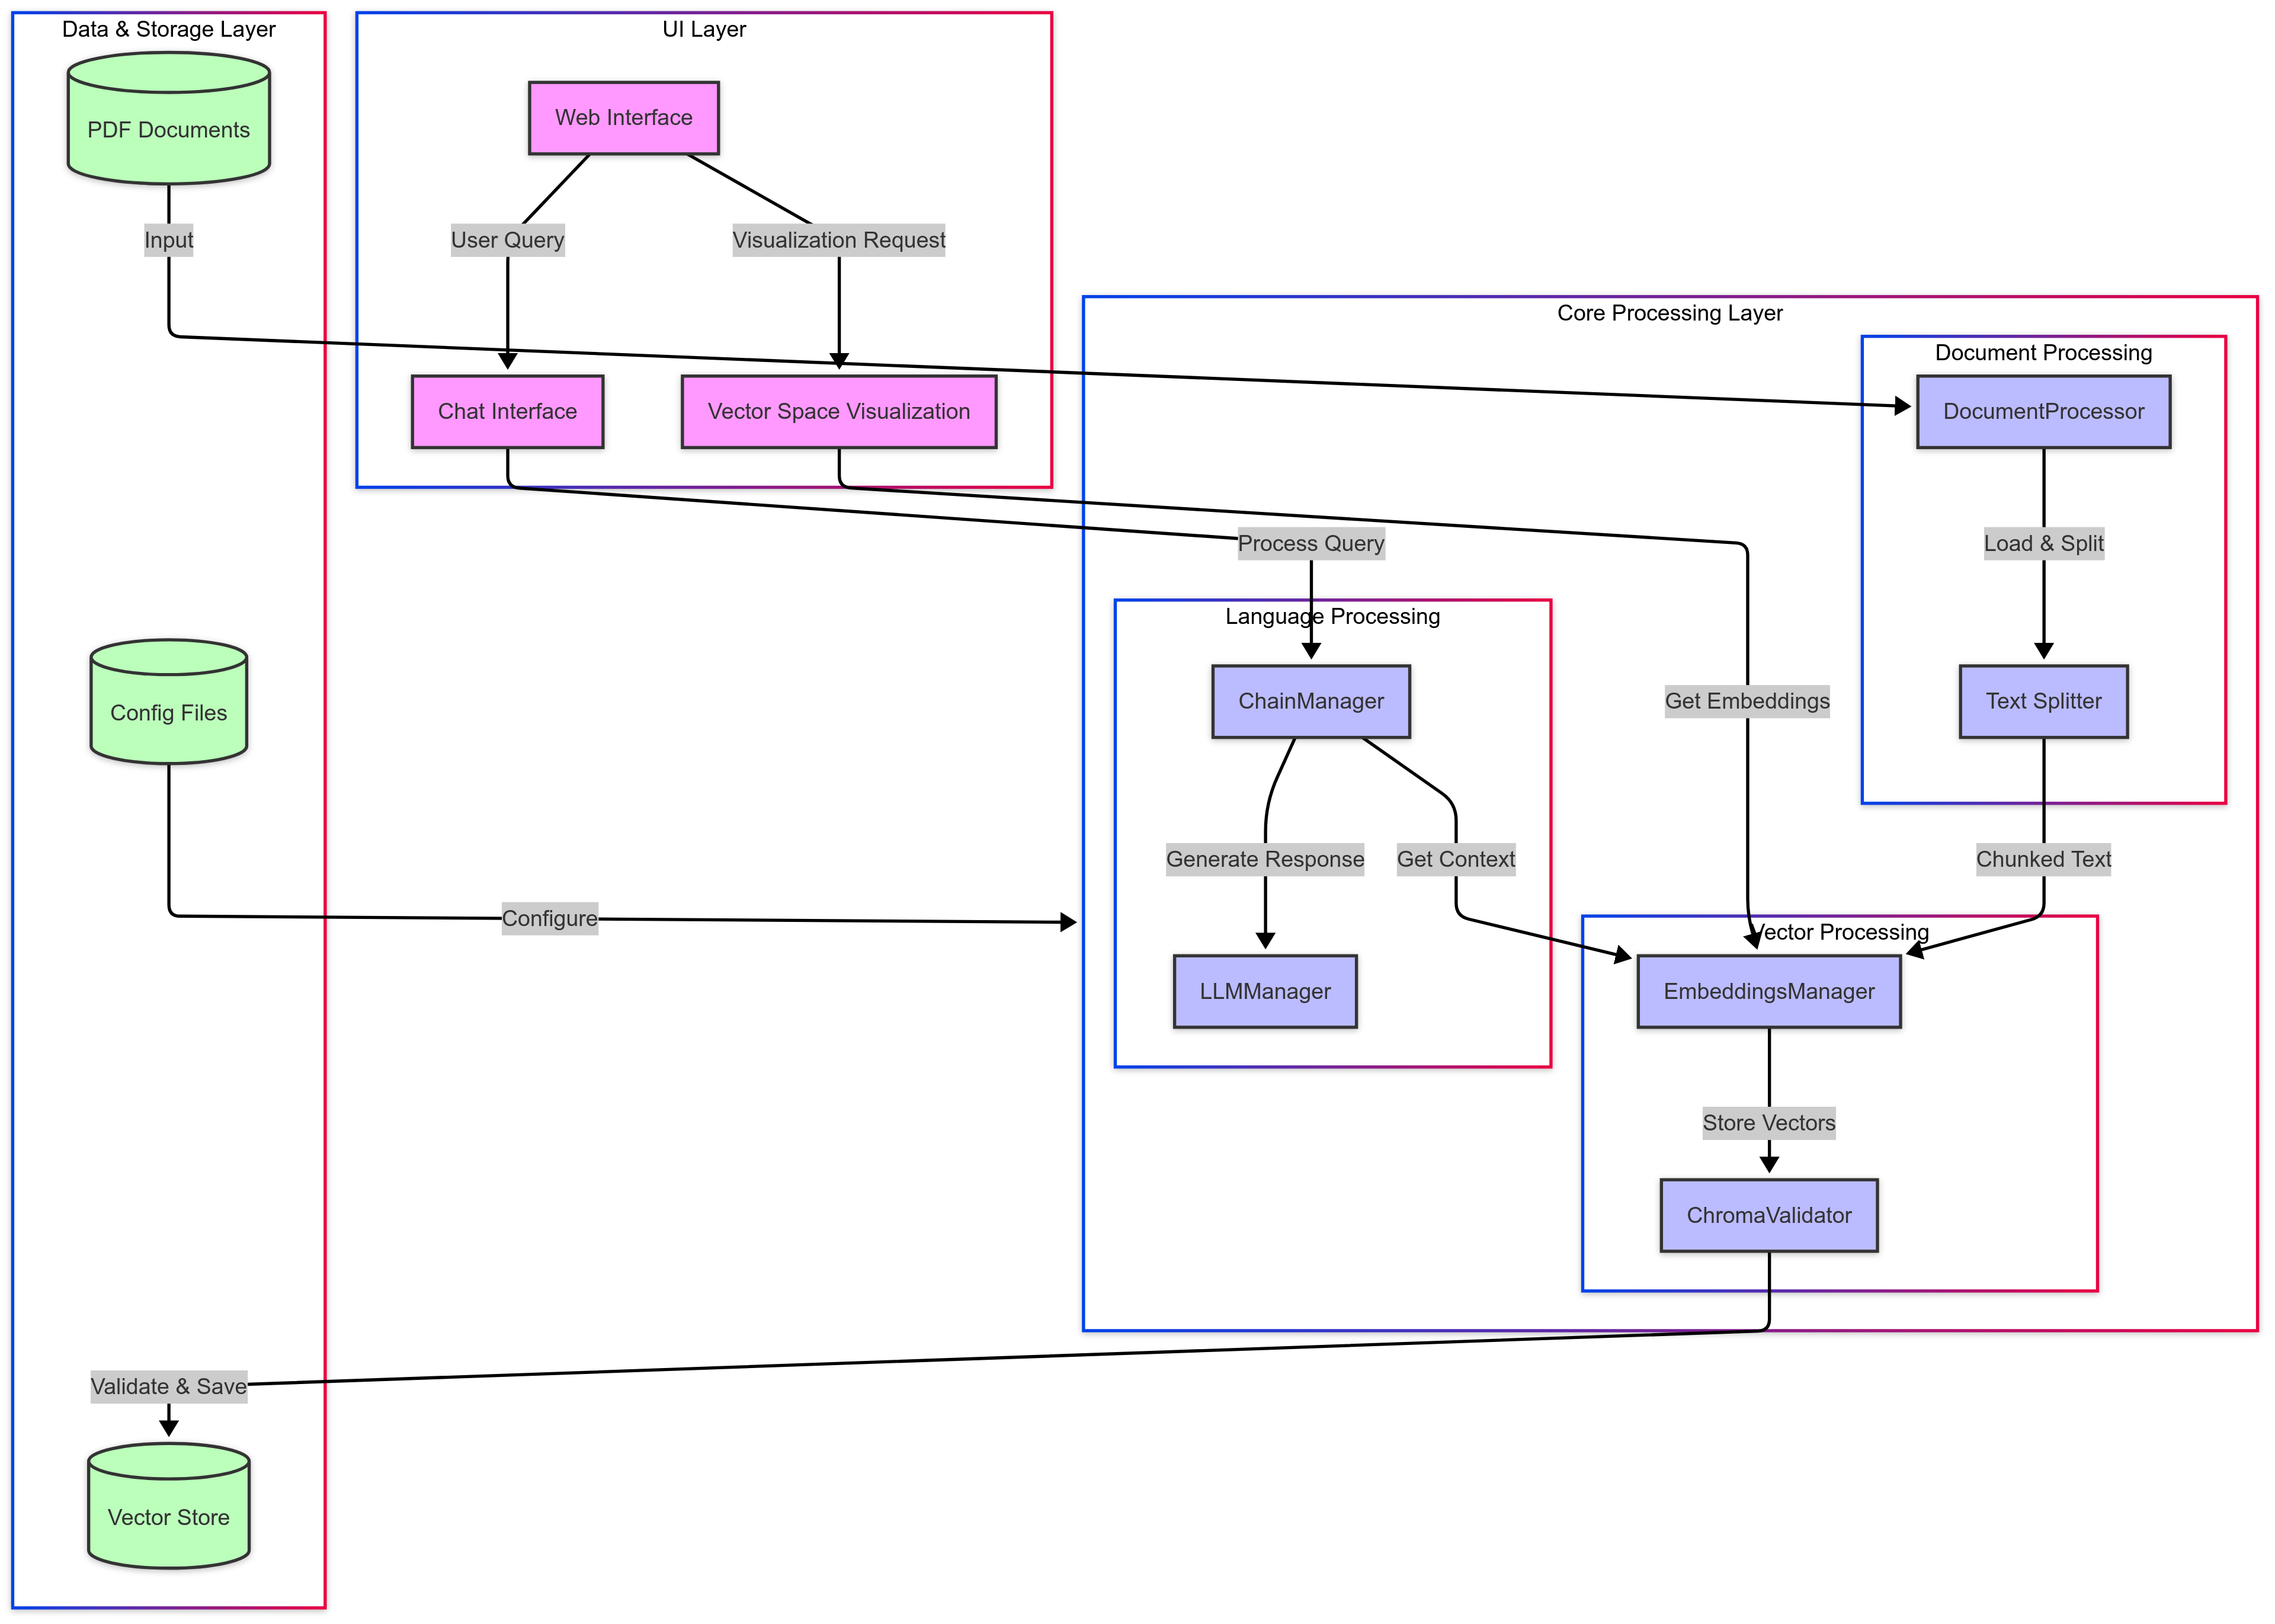 Data & Storage Layer
PDF Documents
Input
Config Files
Configure
Validate & Save
Vector Store
UI Layer
Web Interface
User Query
Visualization Request
Chat Interface
Vector Space Visualization
Core Processing Layer
Process Query
Language Processing
ChainManager
Generate Response
Get Context
LLMManager
Get Embeddings
Document Processing
DocumentProcessor
Load & Split
Text Splitter
Chunked Text
Vector Processing
EmbeddingsManager
Store Vectors
ChromaValidator